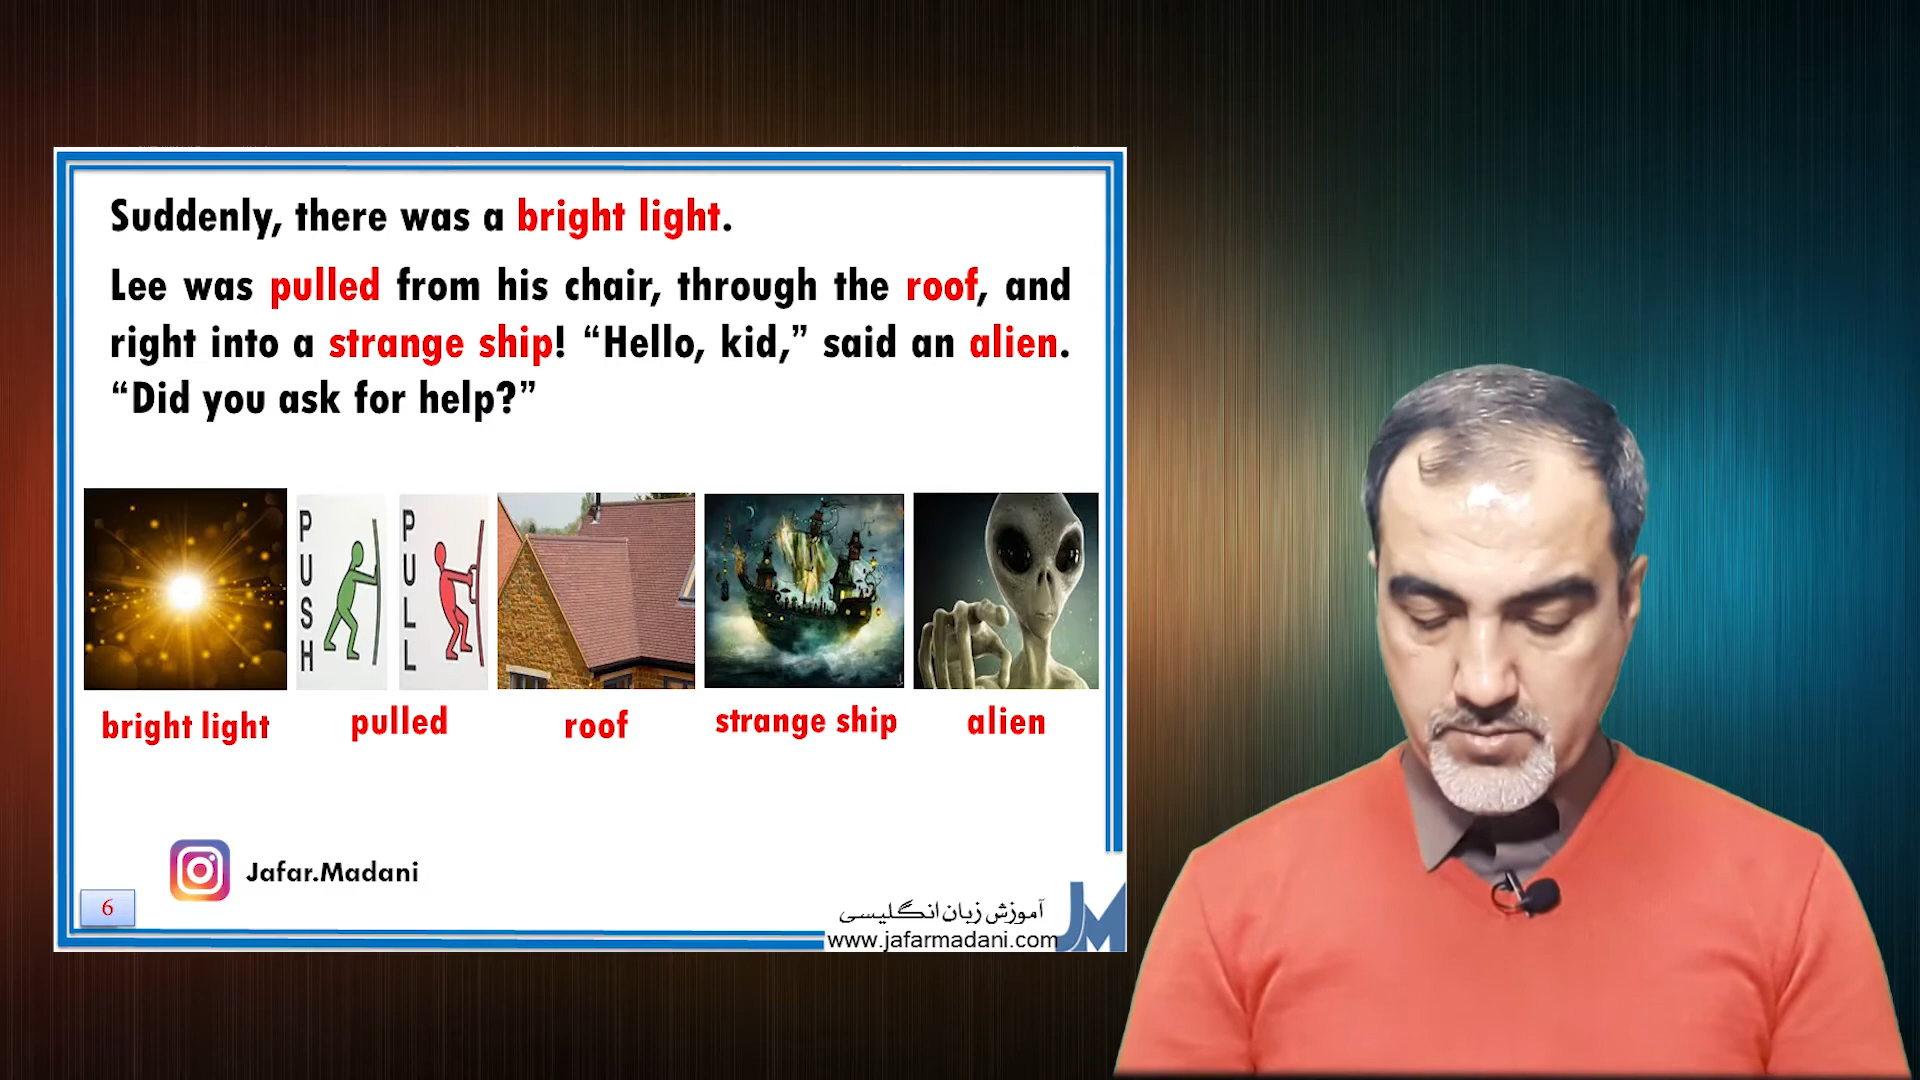 Suddenly, there was a bright light.
Lee was pulled from his chair, through the roof, and
right into a strange ship! “Hello, kid,” said an alien.
“Did you ask for help?”
PUSH
PULL
bright light
pulled
roof
strange ship
alien
Jafar.Madani
6
آموزش زبان انگلیسی
www.jafarmadani.com
JM